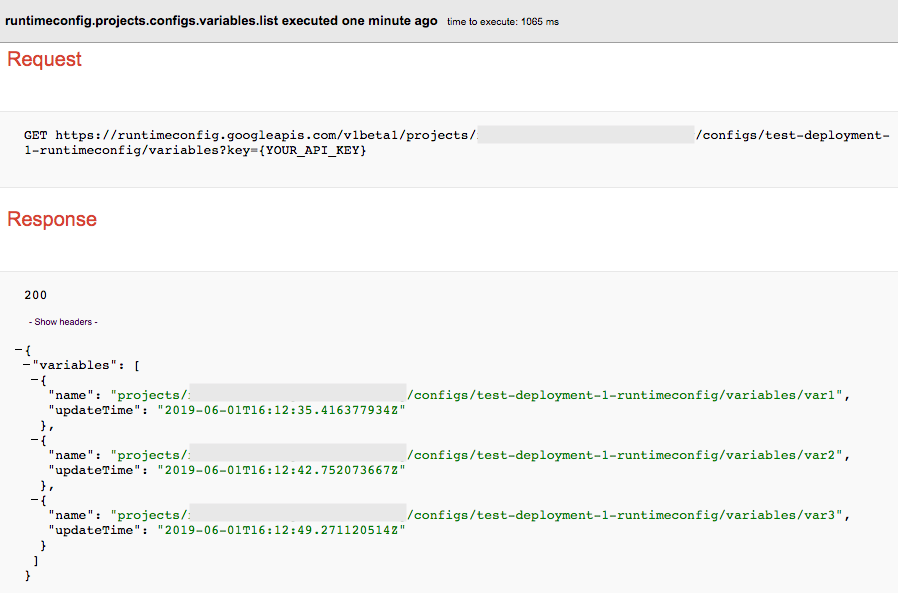 runtimeconfig.projects.configs.variables.list executed one minute ago time to execute: 1065 ms
Request
GET https://runtimeconfig.googleapis.com/v1beta1/projects/ /configs/test-deployment-
1-runtimeconfig/variables?key={YOUR_API_KEY}
Response
200
- Show headers -
−{
−"variables": [
−{
"name": "projects/ /configs/test-deployment-1-runtimeconfig/variables/var1",
"updateTime": "2019-06-01T16:12:35.416377934Z"
},
−{
"name": "projects/ /configs/test-deployment-1-runtimeconfig/variables/var2",
"updateTime": "2019-06-01T16:12:42.752073667Z"
},
−{
"name": "projects/ /configs/test-deployment-1-runtimeconfig/variables/var3",
"updateTime": "2019-06-01T16:12:49.271120514Z"
}
]
}